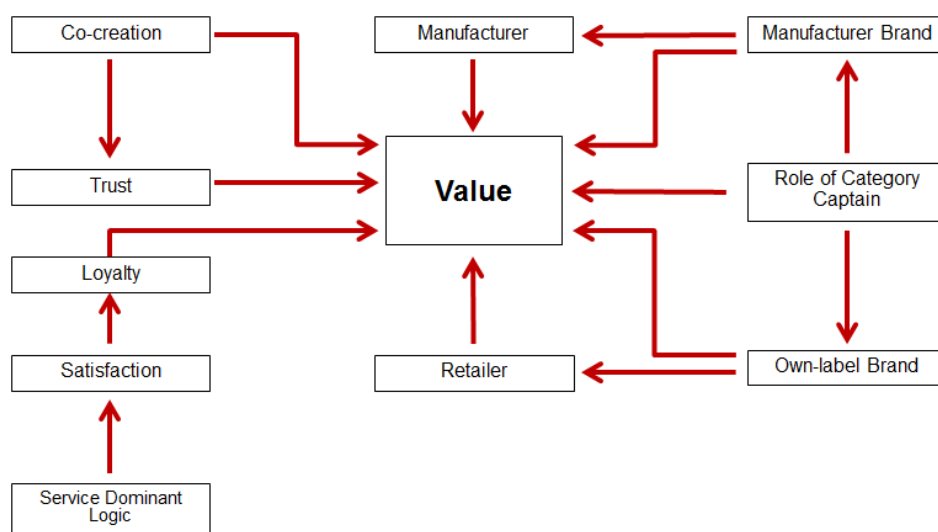 Co-creation
Manufacturer
Manufacturer Brand
Trust
Value
Role of Category
Captain
Loyalty
Satisfaction
Retailer
Own-label Brand
Service Dominant
Logic